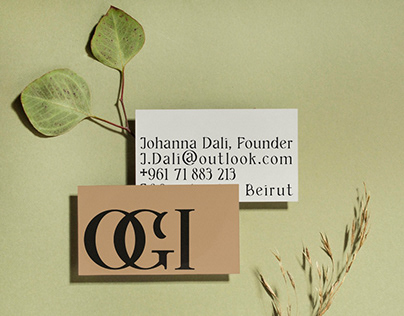 Johanna Dali, Founder
J.Dali@outlook.com
+961 71 883 213
Beirut
OGI